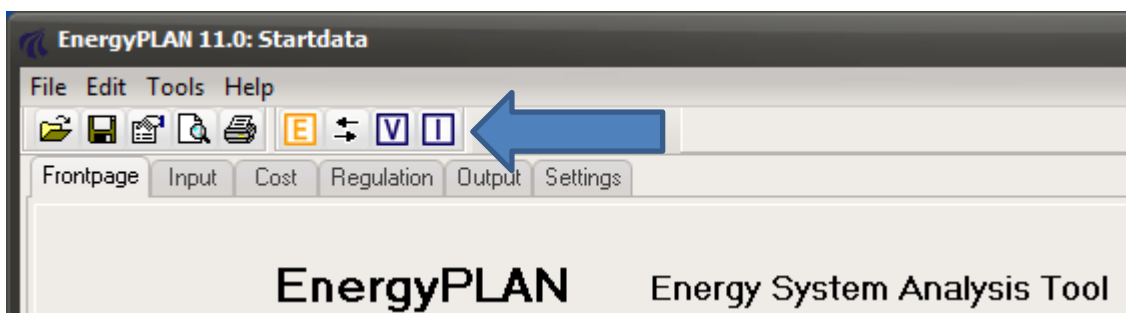 EnergyPLAN 11.0: Startdata
File Edit Tools Help
E V I
Frontpage Input Cost Regulation Output Settings
EnergyPLAN Energy System Analysis Tool